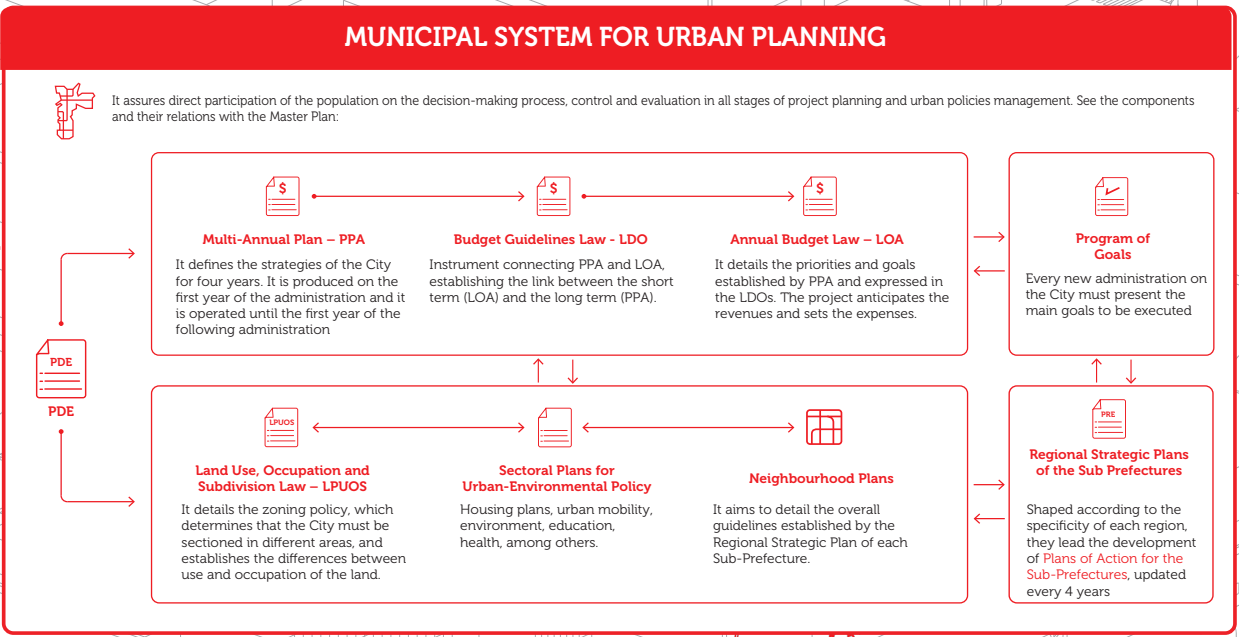 MUNICIPAL SYSTEM FOR URBAN PLANNING
It assures direct participation of the population on the decision-making process, control and evaluation in all stages of project planning and urban policies management. See the components
and their relations with the Master Plan:
PDE
PDE
$
Multi-Annual Plan – PPA
It defines the strategies of the City
for four years. It is produced on the
first year of the administration and it
is operated until the first year of the
following administration
$
Budget Guidelines Law - LDO
Instrument connecting PPA and LOA,
establishing the link between the short
term (LOA) and the long term (PPA).
$
Annual Budget Law – LOA
It details the priorities and goals
established by PPA and expressed in
the LDOs. The project anticipates the
revenues and sets the expenses.
Program of
Goals
Every new administration on
the City must present the
main goals to be executed
LPUOS
Land Use, Occupation and
Subdivision Law – LPUOS
It details the zoning policy, which
determines that the City must be
sectioned in different areas, and
establishes the differences between
use and occupation of the land.
Sectoral Plans for
Urban-Environmental Policy
Housing plans, urban mobility,
environment, education,
health, among others.
Neighbourhood Plans
It aims to detail the overall
guidelines established by the
Regional Strategic Plan of each
Sub-Prefecture.
PRE
Regional Strategic Plans
of the Sub Prefectures
Shaped according to the
specificity of each region,
they lead the development
of Plans of Action for the
Sub-Prefectures, updated
every 4 years